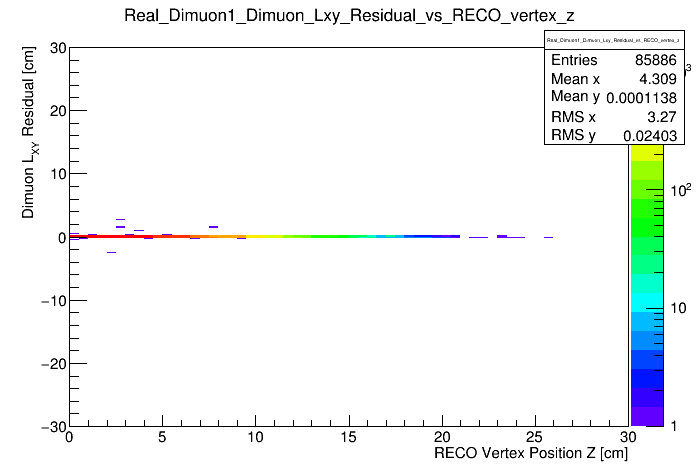 Real_Dimuon1_Dimuon_Lxy_Residual_vs_RECO_vertex_z
Real_Dimuon1_Dimuon_Lxy_Residual_vs_RECO_vertex_z
Entries 85886
Mean x 4.309
Mean y 0.0001138
RMS x 3.27
RMS y 0.02403
Dimuon L_XY Residual [cm]
30
20
10
0
−10
−20
−30
0 5 10 15 20 25 30
RECO Vertex Position Z [cm]
3
10²
10
1